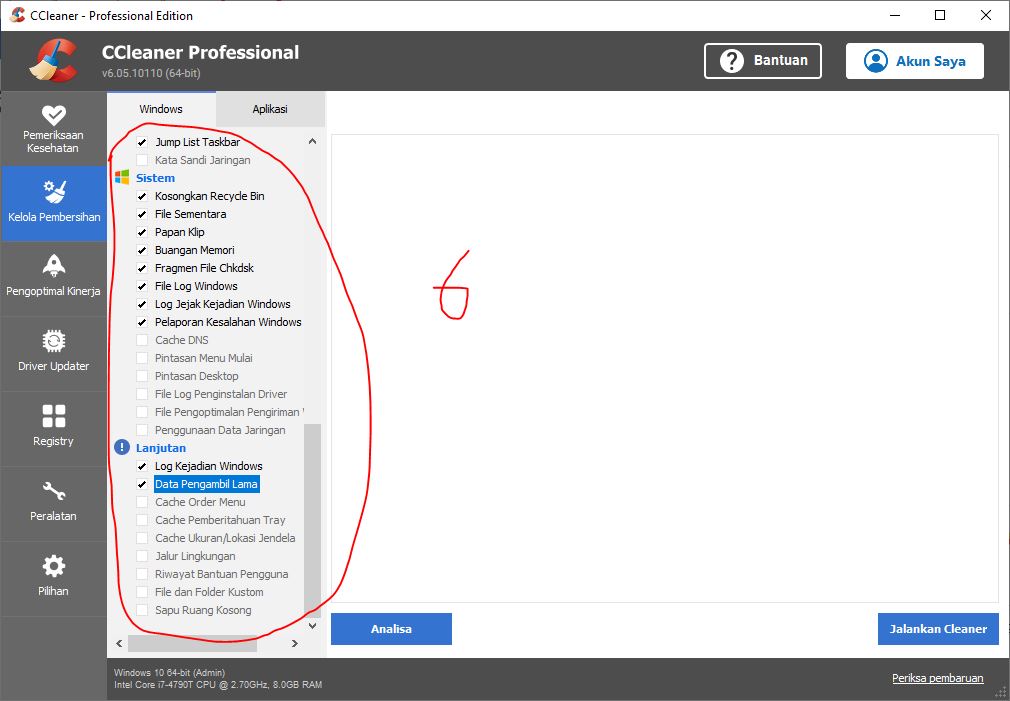 CCleaner - Professional Edition
CCleaner Professional
v6.05.10110 (64-bit)
Bantuan
Akun Saya
Pemeriksaan
Kesehatan
Kelola Pembersihan
Pengoptimal Kinerja
Driver Updater
Registry
Peralatan
Pilihan
Windows
Aplikasi
Jump List Taskbar
Kata Sandi Jaringan
Sistem
Kosongkan Recycle Bin
File Sementara
Papan Klip
Buangan Memori
Fragmen File Chkdsk
File Log Windows
Log Jejak Kejadian Windows
Pelaporan Kesalahan Windows
Cache DNS
Pintasan Menu Mulai
Pintasan Desktop
File Log Penginstalan Driver
File Pengoptimalan Pengiriman
Penggunaan Data Jaringan
Lanjutan
Log Kejadian Windows
Data Pengambil Lama
Cache Order Menu
Cache Pemberitahuan Tray
Cache Ukuran/Lokasi Jendela
Jalur Lingkungan
Riwayat Bantuan Pengguna
File dan Folder Kustom
Sapu Ruang Kosong
6
Analisa
Jalankan Cleaner
Windows 10 64-bit (Admin)
Intel Core i7-4790T CPU @ 2.70GHz, 8.0GB RAM
Periksa pembaruan